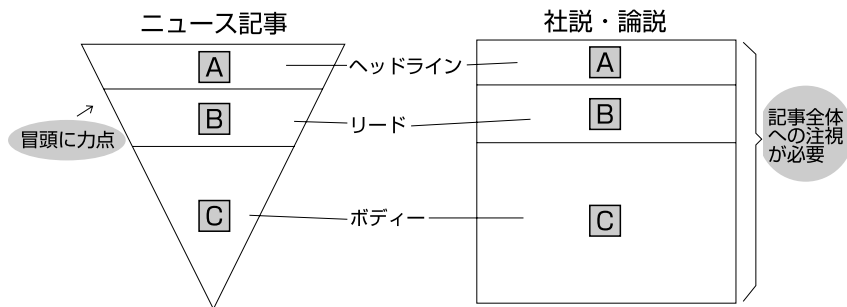 ニュース記事
社説・論説
A
ヘッドライン
A
B
リード
B
冒頭に力点
記事全体
への注視
が必要
C
ボディー
C